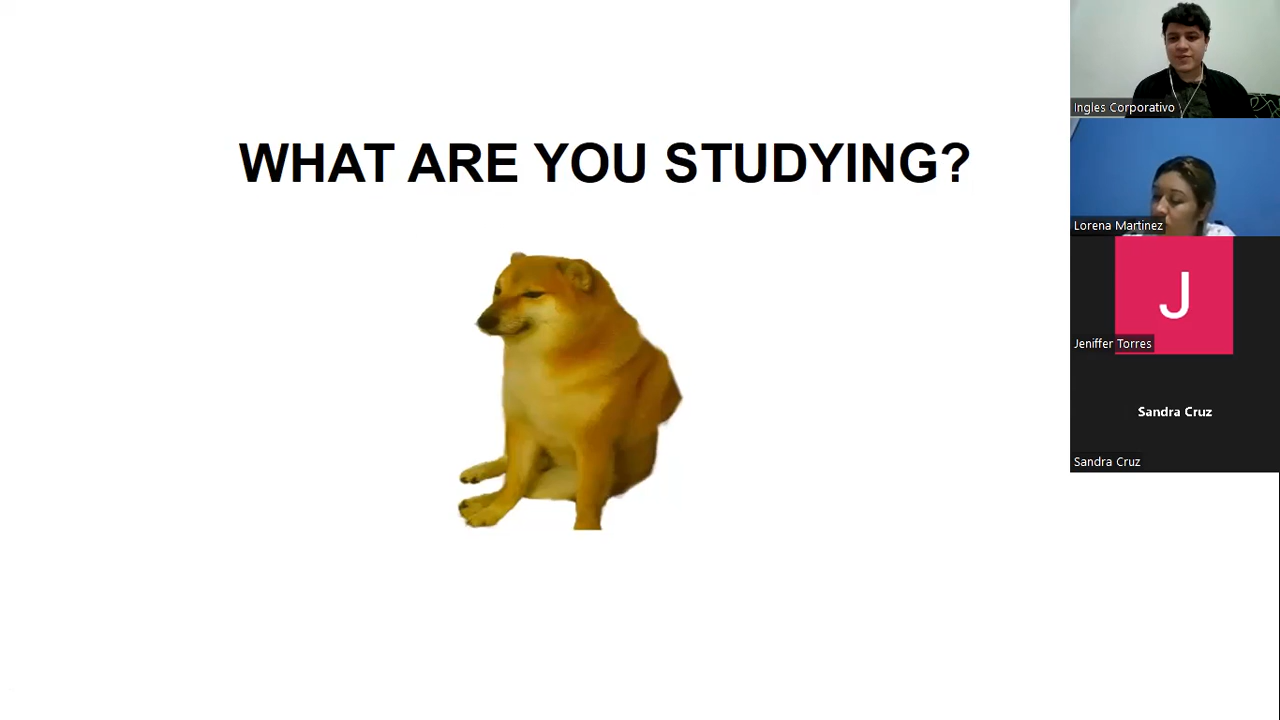 WHAT ARE YOU STUDYING?
Ingles Corporativo
Lorena Martinez
J
Jeniffer Torres
Sandra Cruz
Sandra Cruz